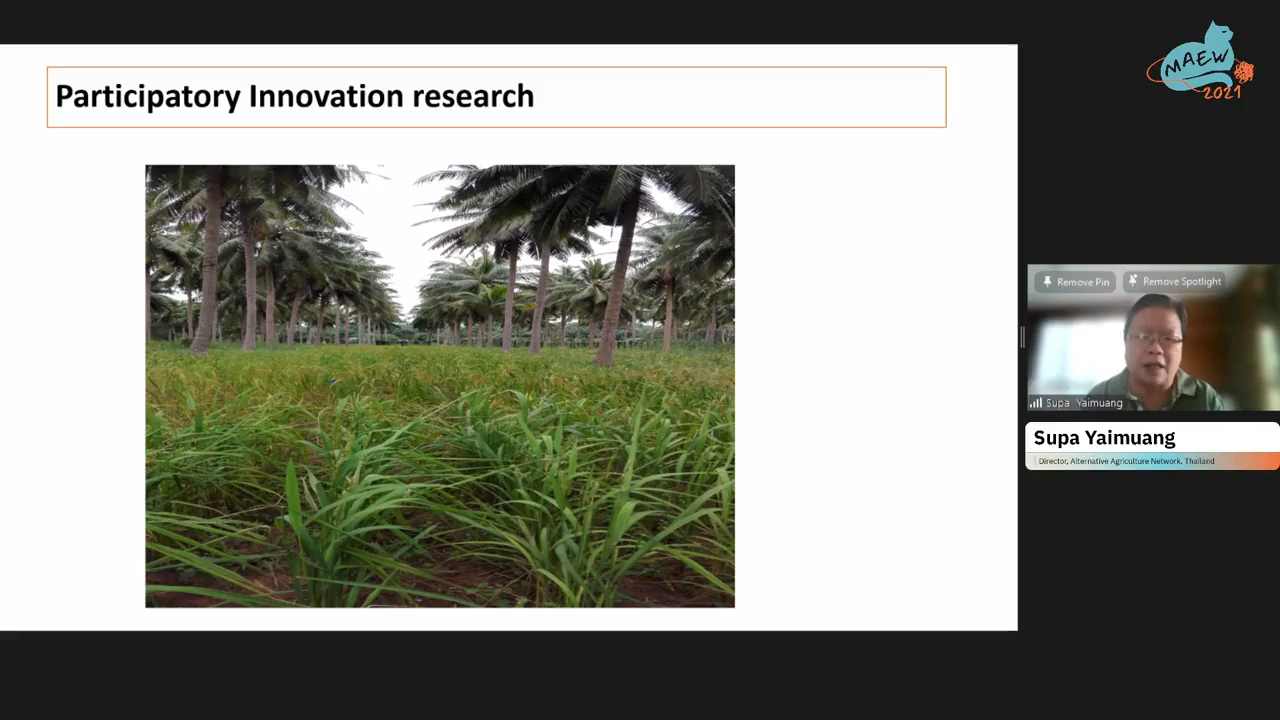 Participatory Innovation research
MAEW
2021
Remove Pin
Remove Spotlight
Supa Yaimuang
Supa Yaimuang
Director, Alternative Agriculture Network, Thailand